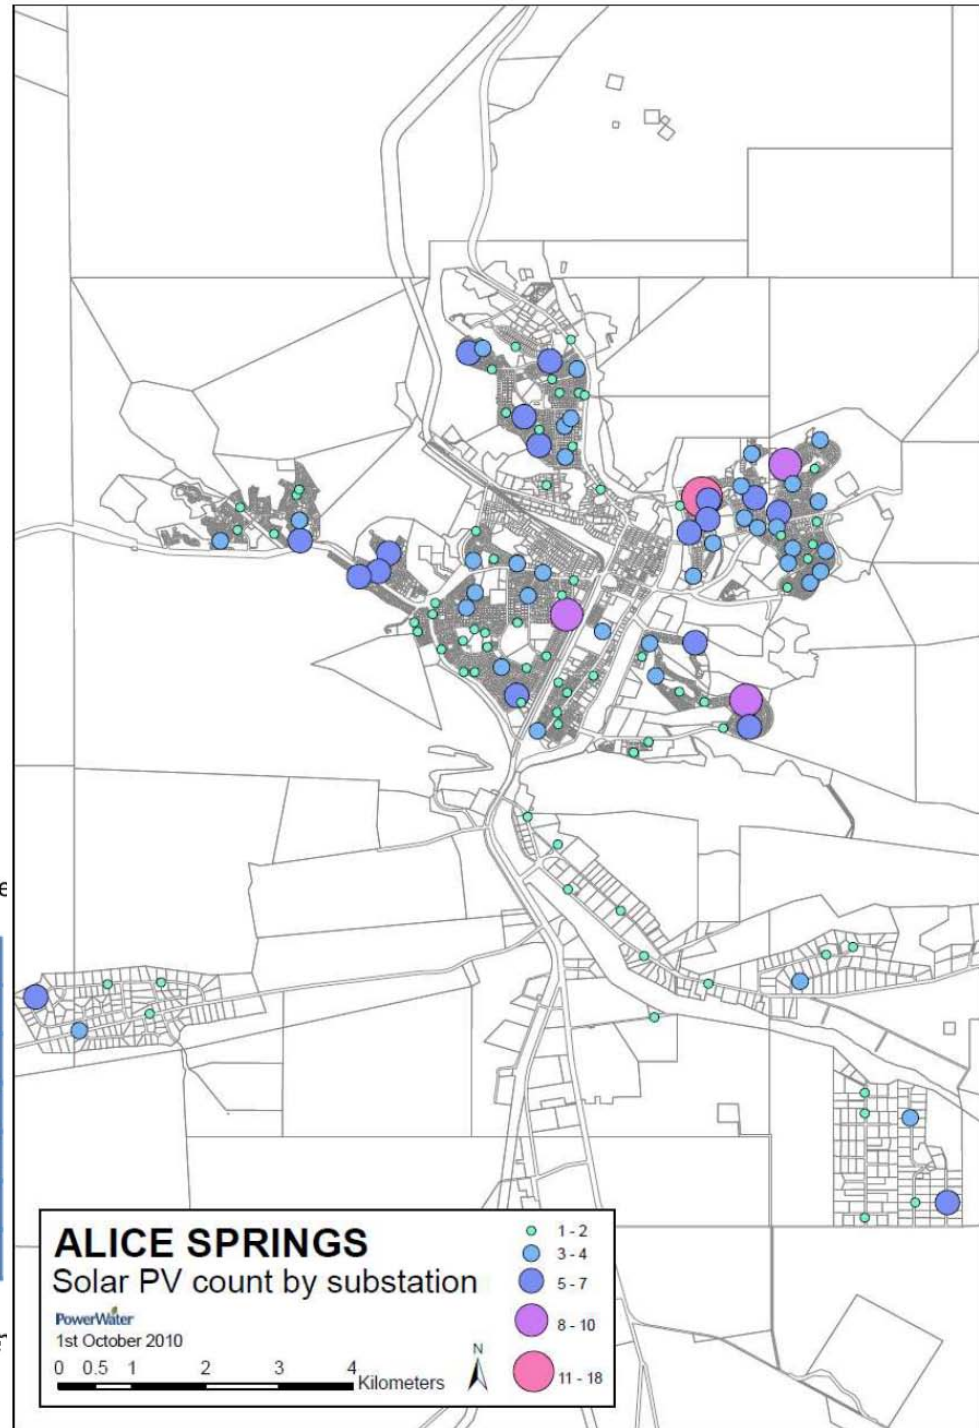 ALICE SPRINGS
Solar PV count by substation
PowerWater
1st October 2010
0 0.5 1 2 3 4 Kilometers
N
1 - 2
3 - 4
5 - 7
8 - 10
11 - 18
e